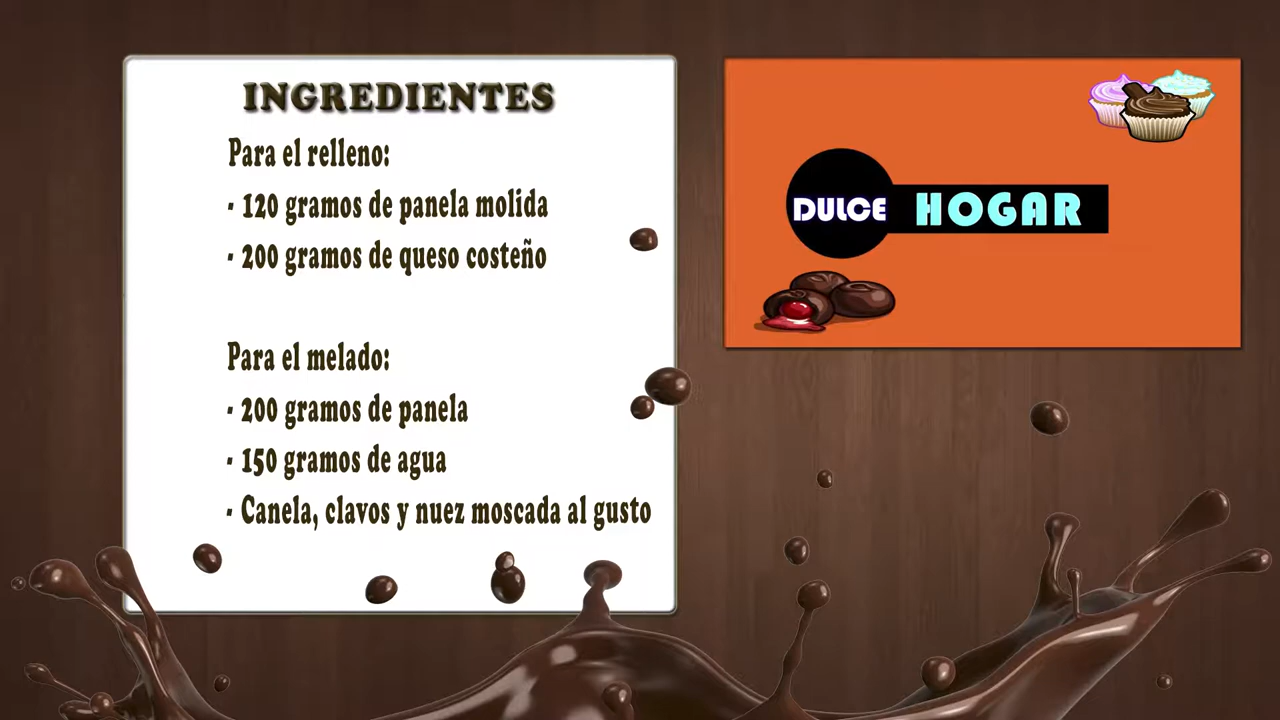 INGREDIENTES
Para el relleno:
- 120 gramos de panela molida
- 200 gramos de queso costeño
Para el melado:
- 200 gramos de panela
- 150 gramos de agua
- Canela, clavos y nuez moscada al gusto
DULCE HOGAR